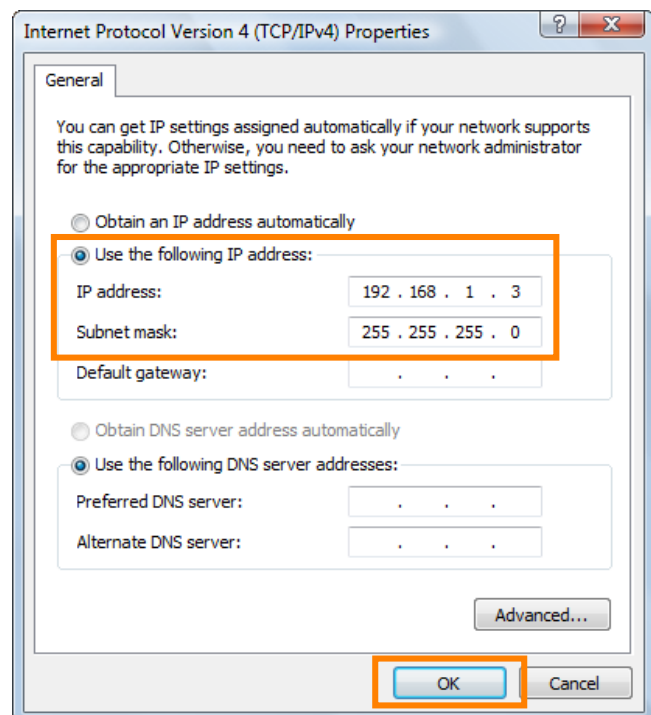 Internet Protocol Version 4 (TCP/IPv4) Properties
General
You can get IP settings assigned automatically if your network supports
this capability. Otherwise, you need to ask your network administrator
for the appropriate IP settings.
Obtain an IP address automatically
Use the following IP address:
IP address: 192 . 168 . 1 . 3
Subnet mask: 255 . 255 . 255 . 0
Default gateway: . . .
Obtain DNS server address automatically
Use the following DNS server addresses:
Preferred DNS server: . . .
Alternate DNS server: . . .
Advanced...
OK Cancel